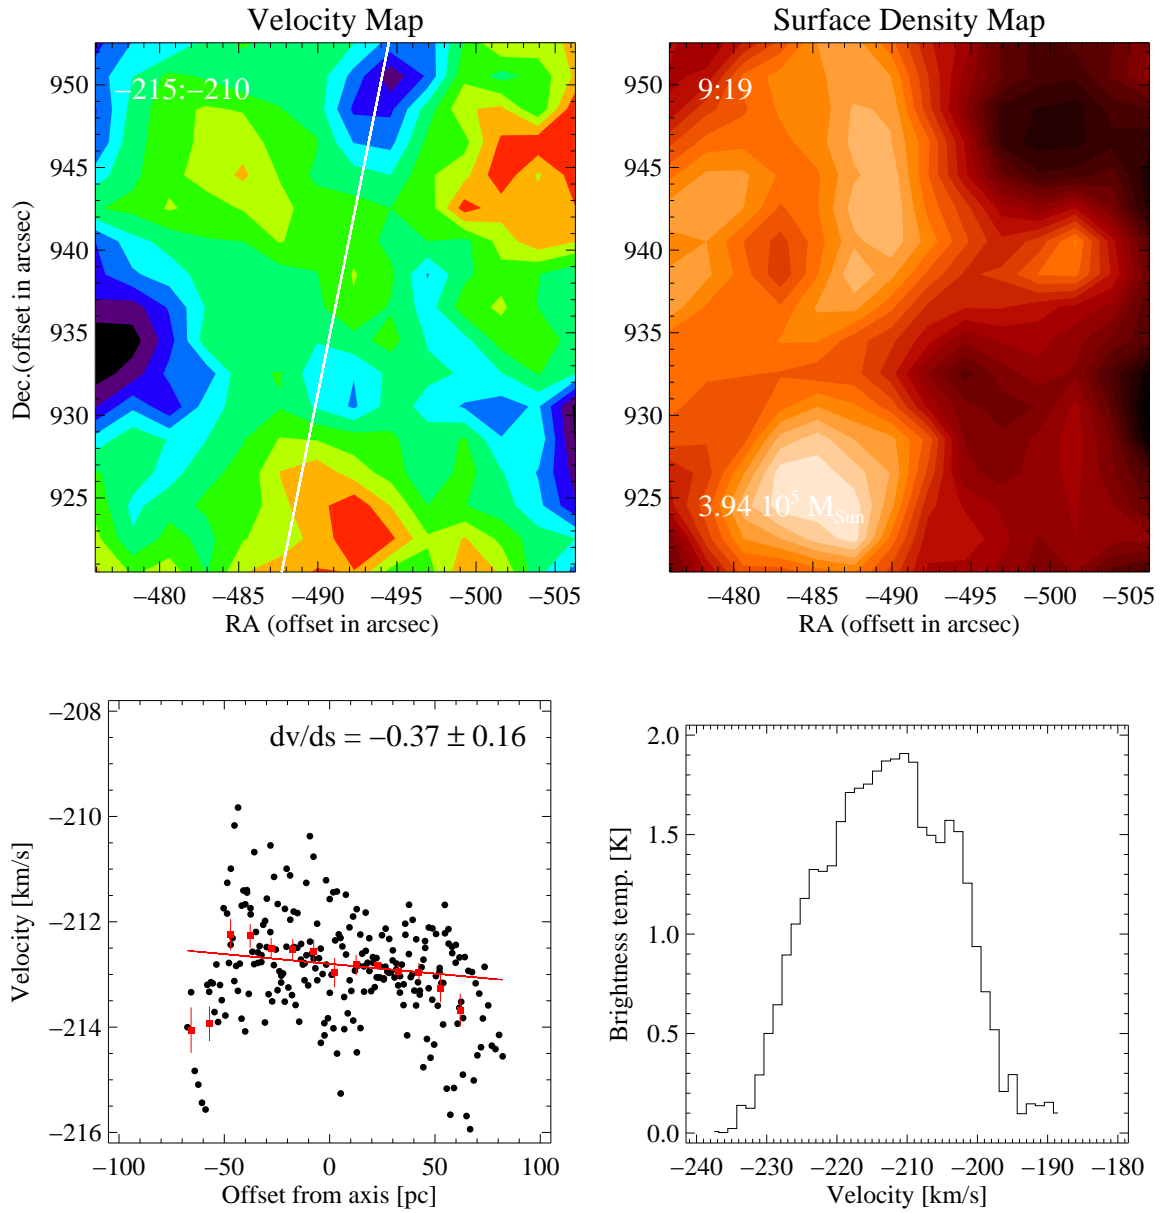 Velocity Map
−215:−210
950
945
940
935
930
925
Dec.(offset in arcsec)
−480 −485 −490 −495 −500 −505
RA (offset in arcsec)
Surface Density Map
9:19
3.94 10⁵ M_Sun
950
945
940
935
930
925
−480 −485 −490 −495 −500 −505
RA (offsett in arcsec)
dv/ds = −0.37 ± 0.16
−208
−210
−212
−214
−216
Velocity [km/s]
−100 −50 0 50 100
Offset from axis [pc]
2.0
1.5
1.0
0.5
0.0
Brightness temp. [K]
−240 −230 −220 −210 −200 −190 −180
Velocity [km/s]